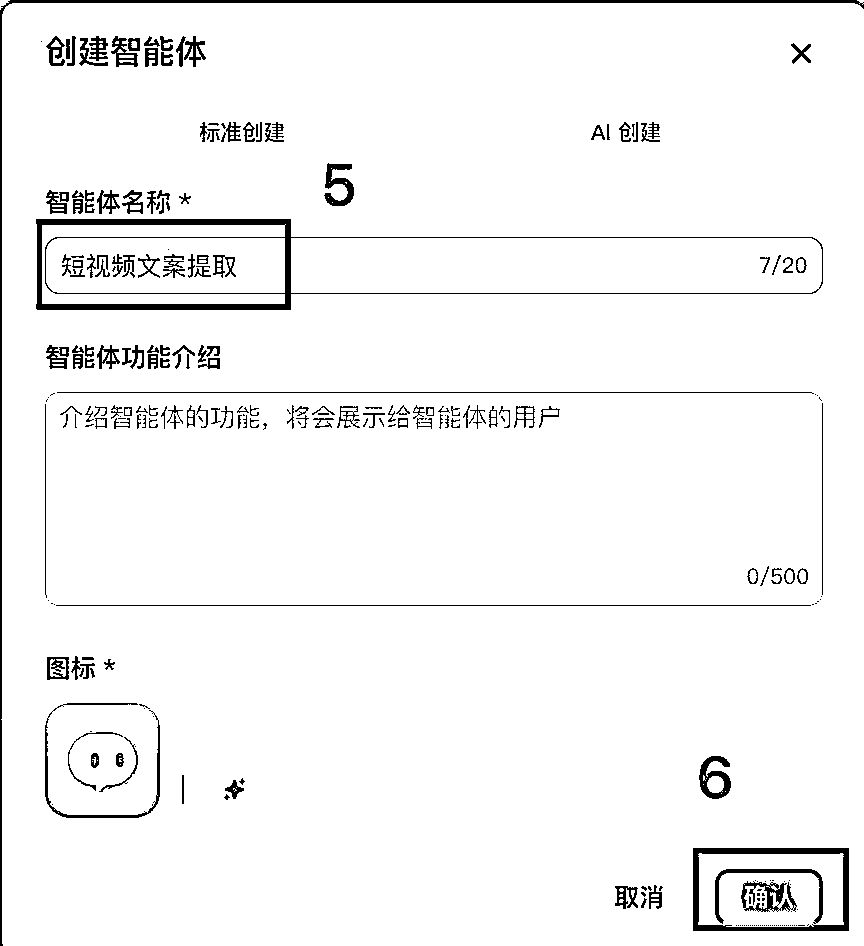 创建智能体
标准创建 AI 创建
5
智能体名称 *
短视频文案提取 7/20
智能体功能介绍
介绍智能体的功能，将会展示给智能体的用户
0/500
图标 *
6
取消 确认